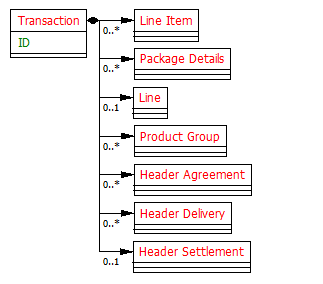 Transaction
ID
Line Item
0..*
Package Details
0..*
Line
0..1
Product Group
0..*
Header Agreement
0..*
Header Delivery
0..*
Header Settlement
0..1